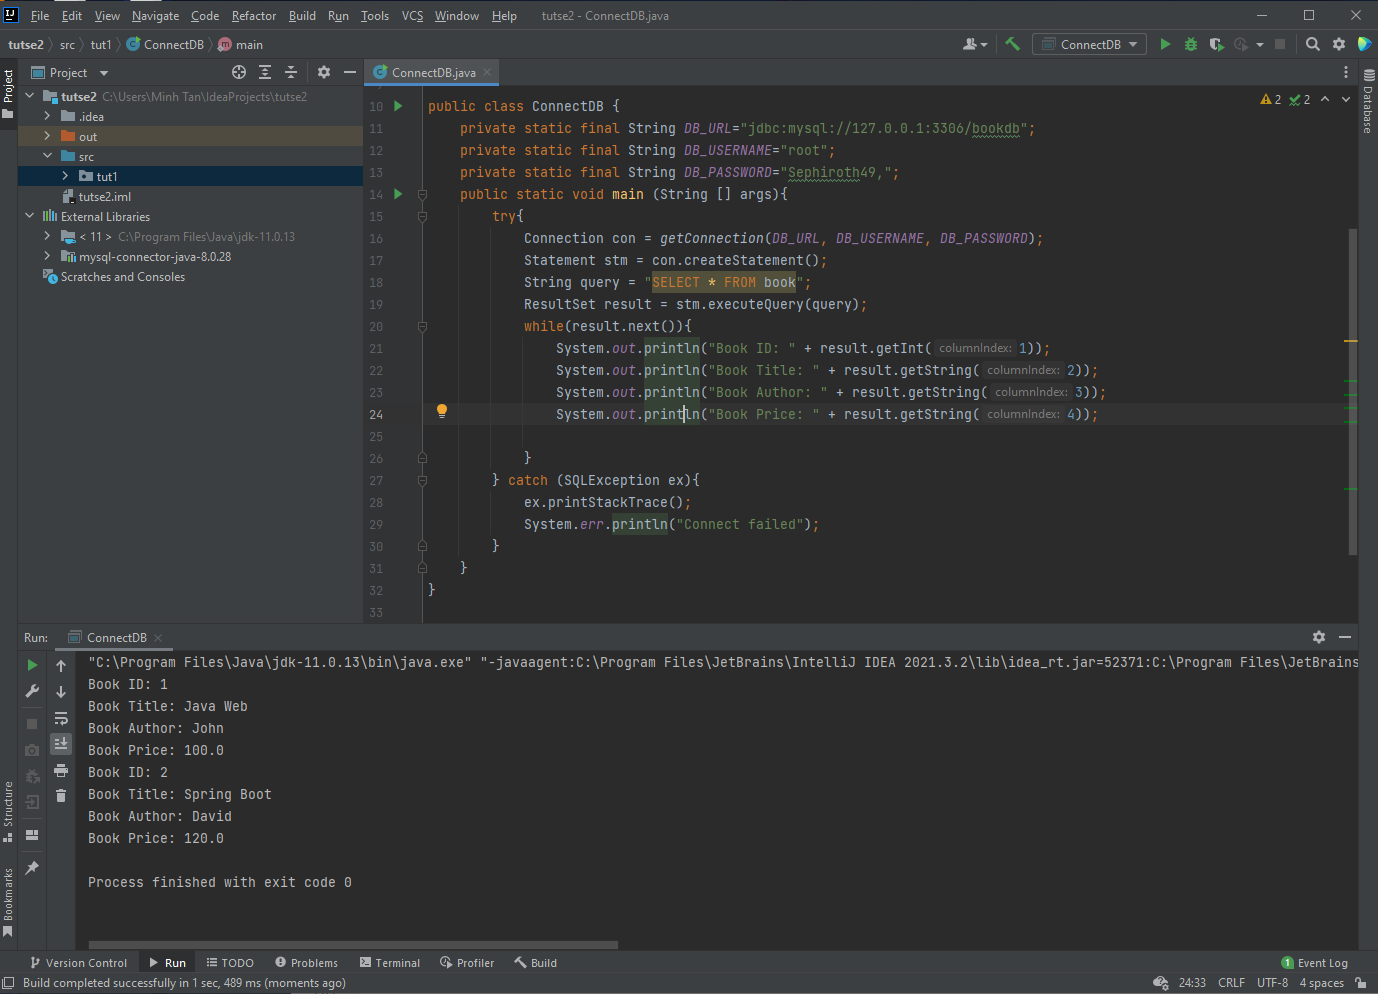 File Edit View Navigate Code Refactor Build Run Tools VCS Window Help tutse2 - ConnectDB.java
tutse2 src tut1 ConnectDB main ConnectDB
Project
tutse2 C:\Users\Minh Tan\IdeaProjects\tutse2
.idea
out
src
tut1
tutse2.iml
External Libraries
< 11 > C:\Program Files\Java\jdk-11.0.13
mysql-connector-java-8.0.28
Scratches and Consoles
Project
Structure
Bookmarks
ConnectDB.java
2 2
Database
10 public class ConnectDB {
11 private static final String DB_URL="jdbc:mysql://127.0.0.1:3306/bookdb";
12 private static final String DB_USERNAME="root";
13 private static final String DB_PASSWORD="Sephiroth49,";
14 public static void main (String [] args){
15 try{
16 Connection con = getConnection(DB_URL, DB_USERNAME, DB_PASSWORD);
17 Statement stm = con.createStatement();
18 String query = "SELECT * FROM book";
19 ResultSet result = stm.executeQuery(query);
20 while(result.next()){
21 System.out.println("Book ID: " + result.getInt( columnIndex: 1));
22 System.out.println("Book Title: " + result.getString( columnIndex: 2));
23 System.out.println("Book Author: " + result.getString( columnIndex: 3));
24 System.out.println("Book Price: " + result.getString( columnIndex: 4));
25
26 }
27 } catch (SQLException ex){
28 ex.printStackTrace();
29 System.err.println("Connect failed");
30 }
31 }
32 }
33
Run: ConnectDB
"C:\Program Files\Java\jdk-11.0.13\bin\java.exe" "-javaagent:C:\Program Files\JetBrains\IntelliJ IDEA 2021.3.2\lib\idea_rt.jar=52371:C:\Program Files\JetBrains
Book ID: 1
Book Title: Java Web
Book Author: John
Book Price: 100.0
Book ID: 2
Book Title: Spring Boot
Book Author: David
Book Price: 120.0
Process finished with exit code 0
Version Control Run TODO Problems Terminal Profiler Build 1 Event Log
Build completed successfully in 1 sec, 489 ms (moments ago) 24:33 CRLF UTF-8 4 spaces